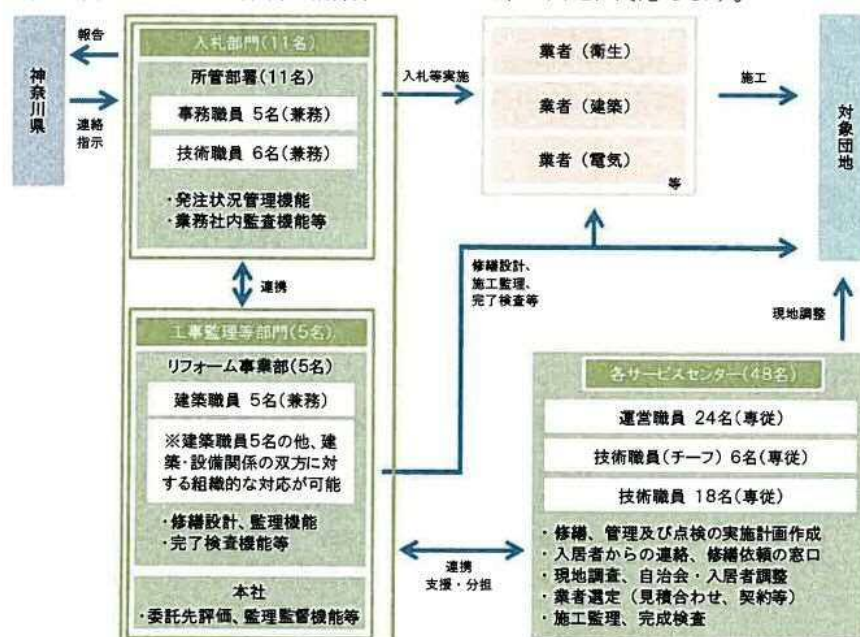 報告
神奈川県
連絡
指示
入札部門(11名)
所管部署(11名)
事務職員 5名(兼務)
技術職員 6名(兼務)
・発注状況管理機能
・業務社内監査機能等
入札等実施
業者(衛生)
業者(建築)
業者(電気)
等
施工
対象団地
連携
修繕設計、
施工監理、
完了検査等
現地調整
工事監理等部門(5名)
リフォーム事業部(5名)
建築職員 5名(兼務)
※建築職員5名の他、建
築・設備関係の双方に対
する組織的な対応が可能
・修繕設計、監理機能
・完了検査機能等
本社
・委託先評価、監理監督機能等
連携
支援・分担
各サービスセンター(48名)
運営職員 24名(専従)
技術職員(チーフ) 6名(専従)
技術職員 18名(専従)
・修繕、管理及び点検の実施計画作成
・入居者からの連絡、修繕依頼の窓口
・現地調査、自治会・入居者調整
・業者選定(見積合わせ、契約等)
・施工監理、完成検査